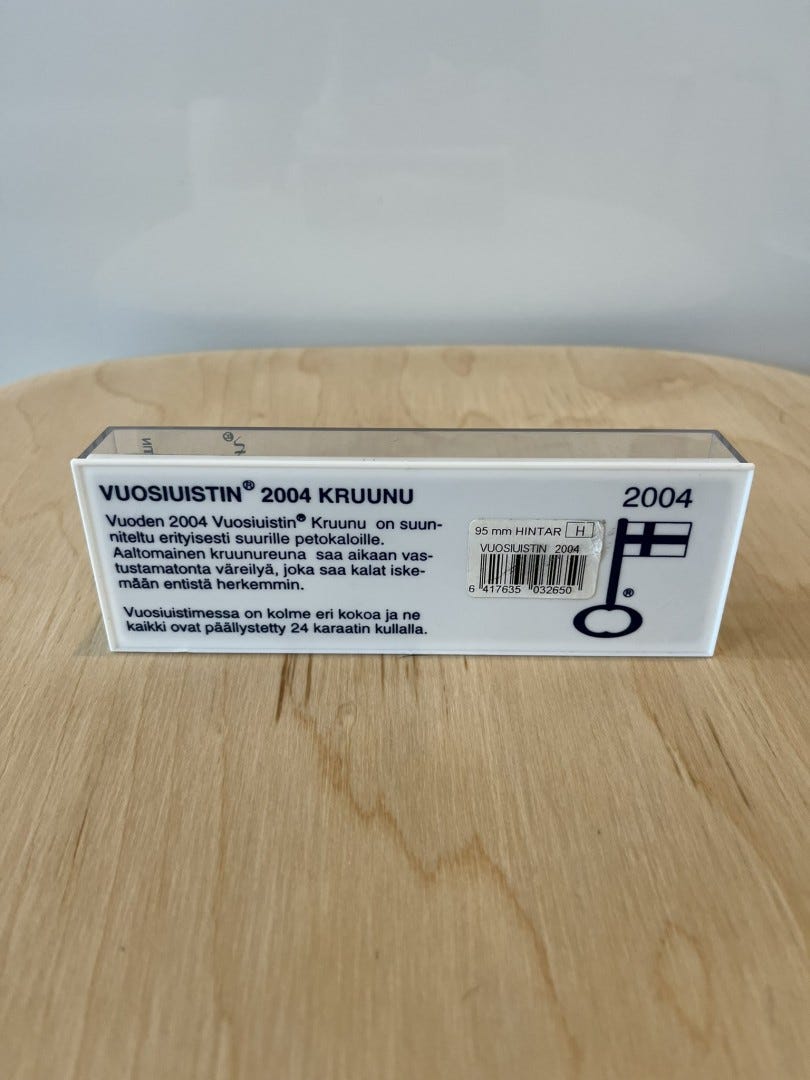 VUOSIUISTIN® 2004 KRUUNU
Vuoden 2004 Vuosiuistin® Kruunu on suun-
niteltu erityisesti suurille petokaloille.
Aaltomainen kruunureuna saa aikaan vas-
tustamatonta väreilyä, joka saa kalat iske-
mään entistä herkemmin.
Vuosiuistimessa on kolme eri kokoa ja ne
kaikki ovat päällystetty 24 karaatin kullalla.
95 mm HINTAR H
VUOSIUISTIN 2004
6 417635 032650
2004
®